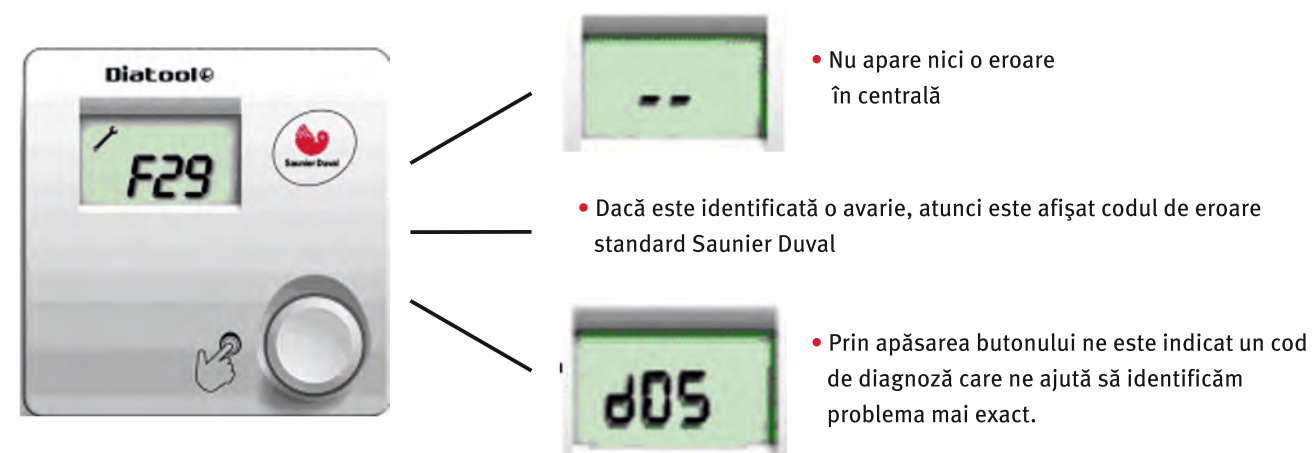 Diatool©
F29
Saunier Duval
--
• Nu apare nici o eroare
în centrală
• Dacă este identificată o avarie, atunci este afişat codul de eroare
standard Saunier Duval
d05
• Prin apăsarea butonului ne este indicat un cod
de diagnoză care ne ajută să identificăm
problema mai exact.